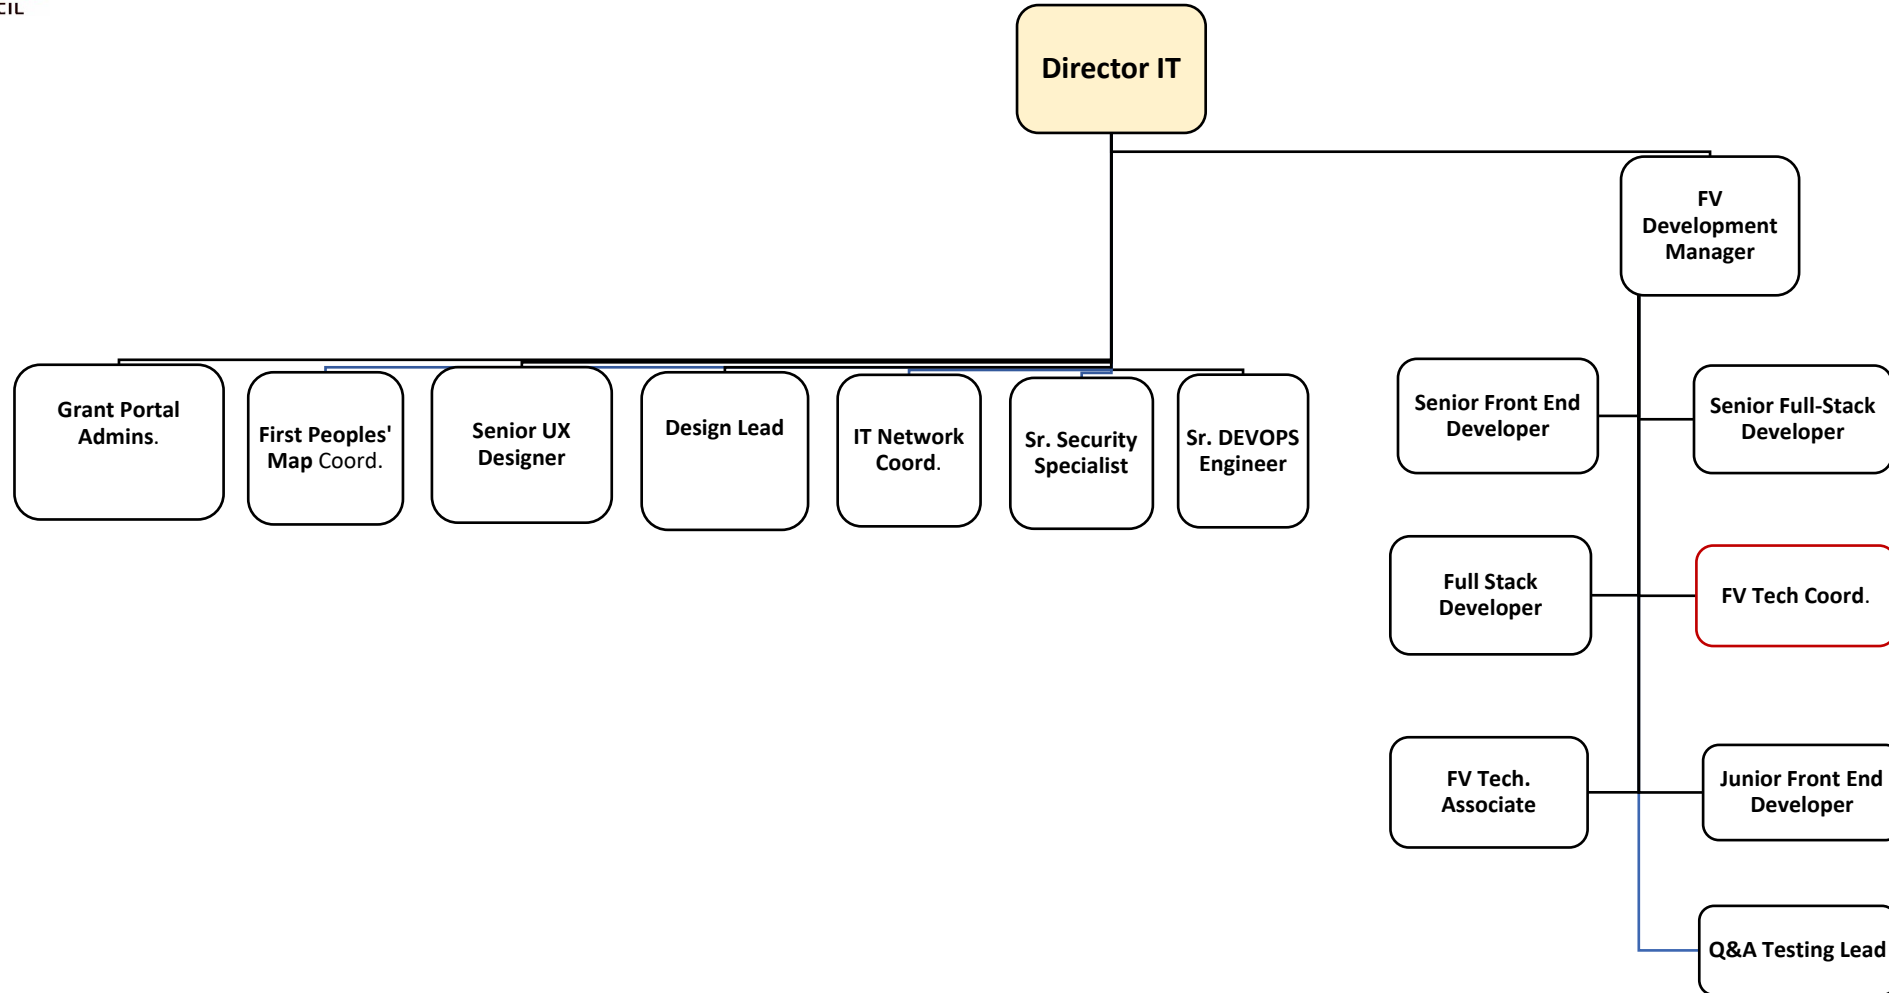 CIL
Director IT
FV
Development
Manager
Grant Portal
Admins.
First Peoples'
Map Coord.
Senior UX
Designer
Design Lead
IT Network
Coord.
Sr. Security
Specialist
Sr. DEVOPS
Engineer
Senior Front End
Developer
Senior Full-Stack
Developer
Full Stack
Developer
FV Tech Coord.
FV Tech.
Associate
Junior Front End
Developer
Q&A Testing Lead